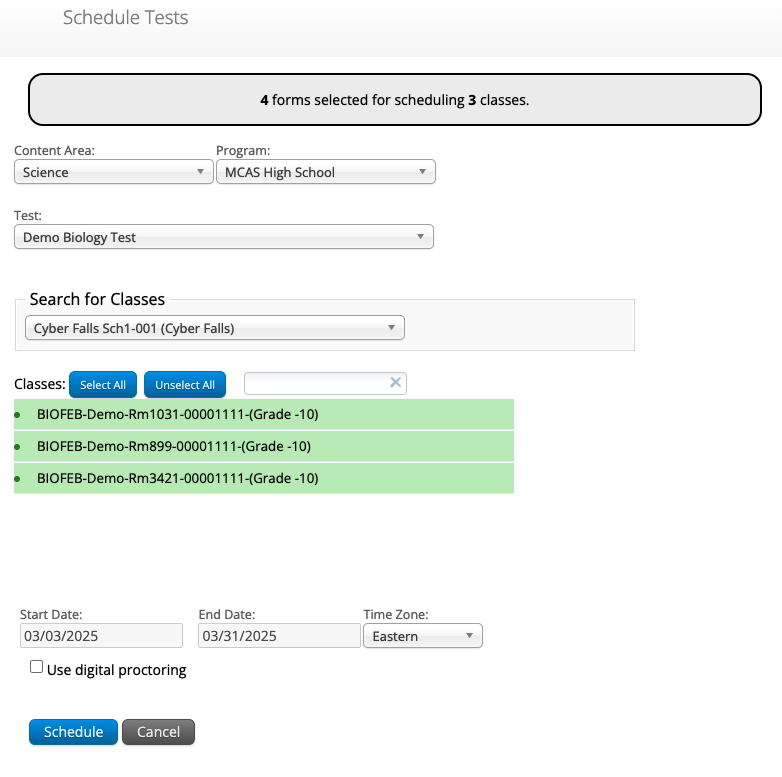 Schedule Tests
4 forms selected for scheduling 3 classes.
Content Area: Program:
Science MCAS High School
Test:
Demo Biology Test
Search for Classes
Cyber Falls Sch1-001 (Cyber Falls)
Classes: Select All Unselect All
BIOFEB-Demo-Rm1031-00001111-(Grade -10)
BIOFEB-Demo-Rm899-00001111-(Grade -10)
BIOFEB-Demo-Rm3421-00001111-(Grade -10)
Start Date: End Date: Time Zone:
03/03/2025 03/31/2025 Eastern
Use digital proctoring
Schedule Cancel